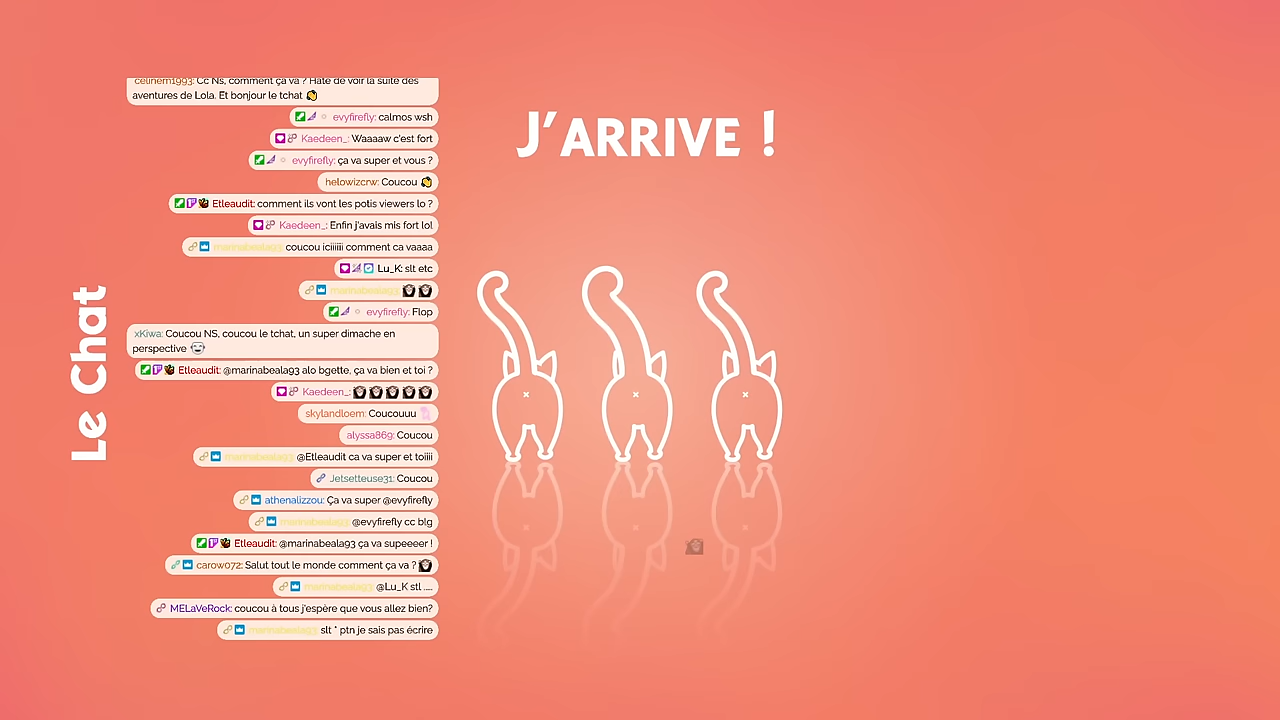 celinem1993: Cc Ns, comment ça va ? Hate de voir la suite des
aventures de Lola. Et bonjour le tchat
evyfirefly: calmos wsh
Kaedeen_: Waaaaw c'est fort
evyfirefly: ça va super et vous ?
helowizcrw: Coucou
Etleaudit: comment ils vont les potis viewers lo ?
Kaedeen_: Enfin j'avais mis fort lol
marinabeala93: coucou iciiiiii comment ca vaaaa
Lu_K: slt etc
marinabeala93:
evyfirefly: Flop
xKiwa: Coucou NS, coucou le tchat, un super dimache en
perspective
Etleaudit: @marinabeala93 alo bgette, ça va bien et toi ?
Kaedeen_:
skylandloem: Coucouuu
alyssa869: Coucou
marinabeala93: @Etleaudit ca va super et toiiii
Jetsetteuse31: Coucou
athenalizzou: Ça va super @evyfirefly
marinabeala93: @evyfirefly cc blg
Etleaudit: @marinabeala93 ça va supeeeer !
carow072: Salut tout le monde comment ça va ?
marinabeala93: @Lu_K stl .....
MELaVeRock: coucou à tous j'espère que vous allez bien?
marinabeala93: slt * ptn je sais pas écrire
Le Chat
J'ARRIVE !